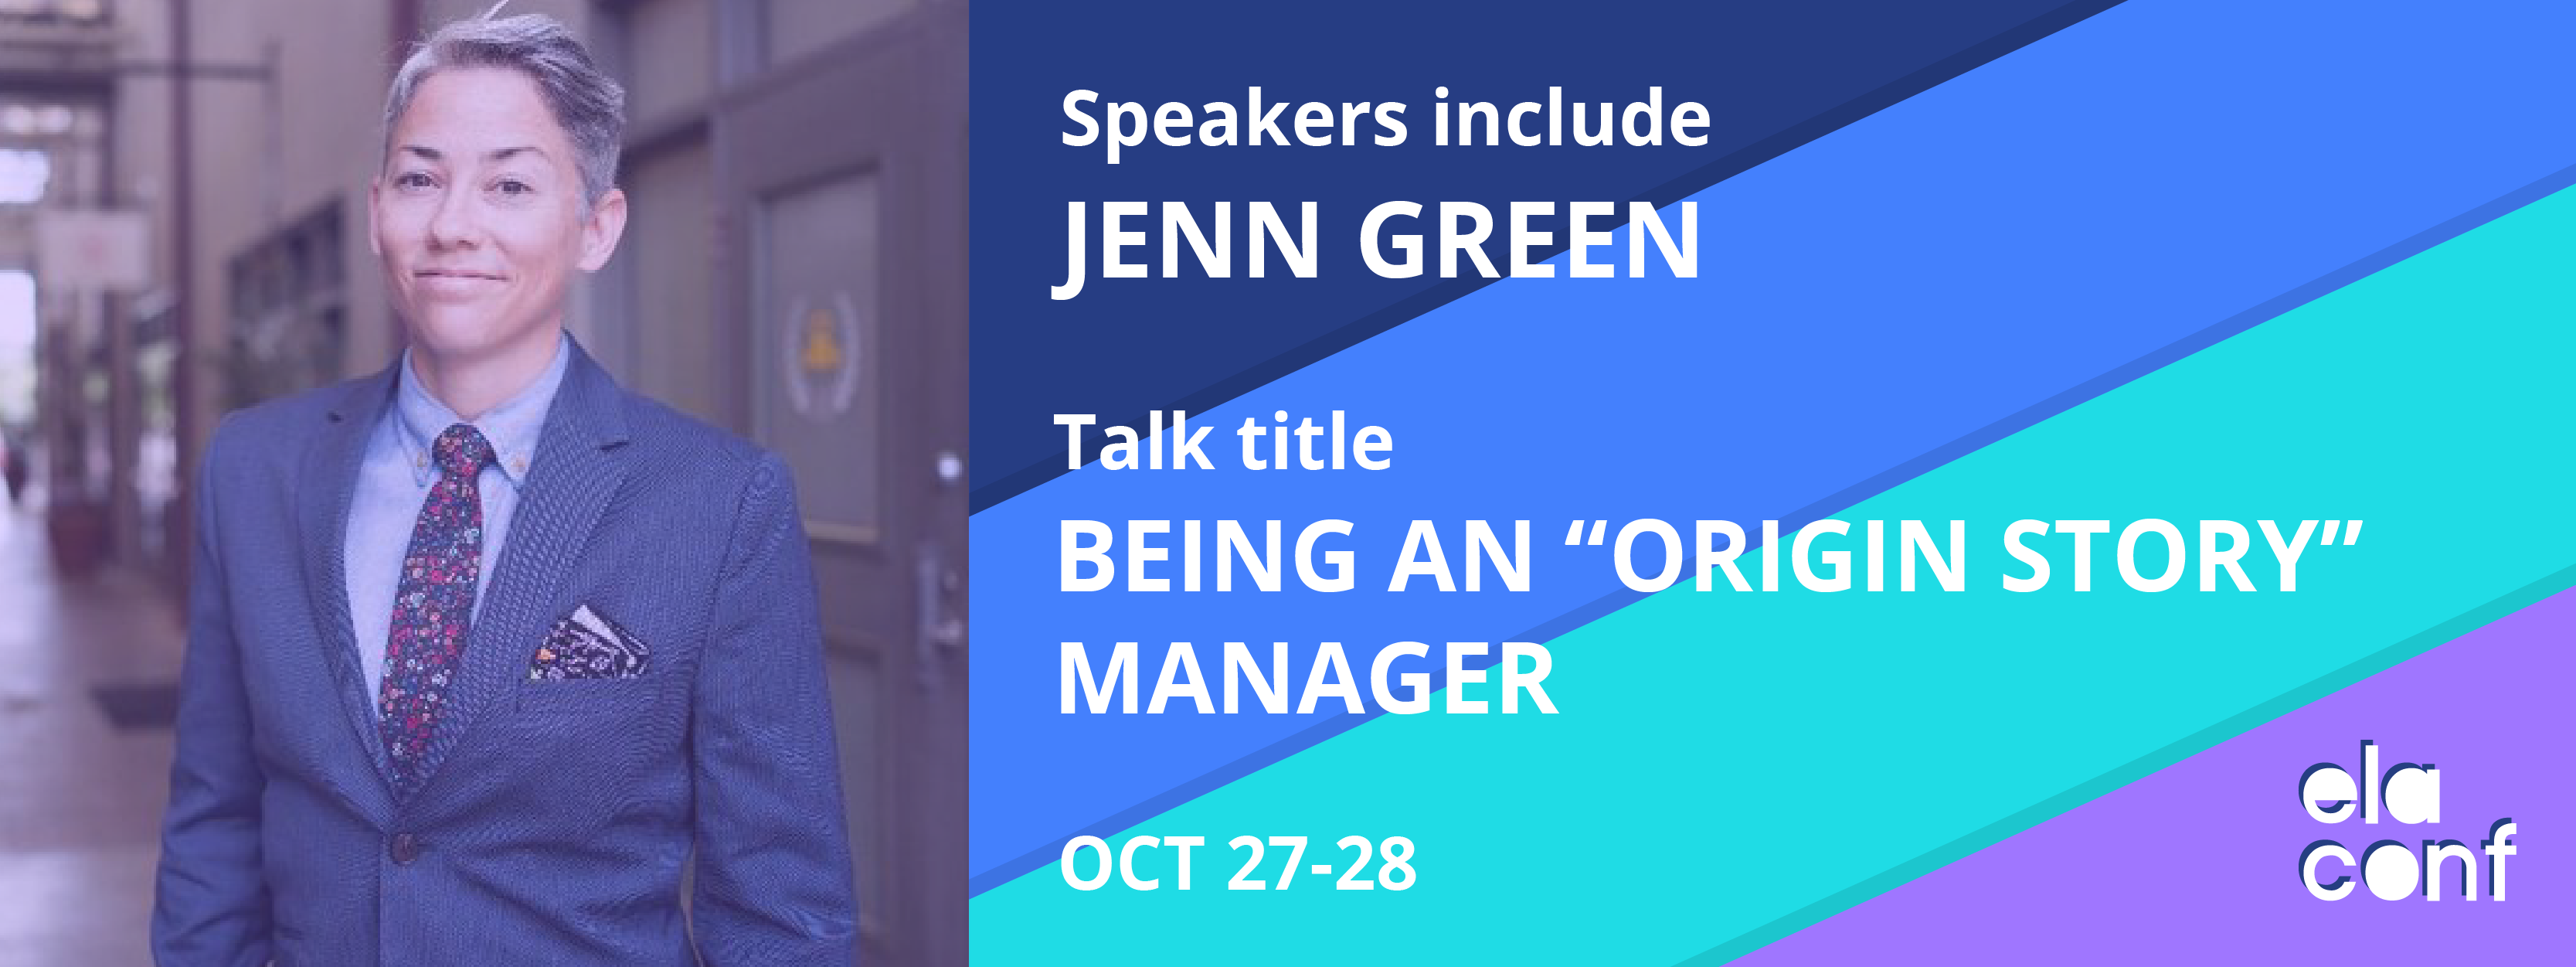 Speakers include
JENN GREEN
Talk title
BEING AN “ORIGIN STORY”
MANAGER
OCT 27-28
ela
conf